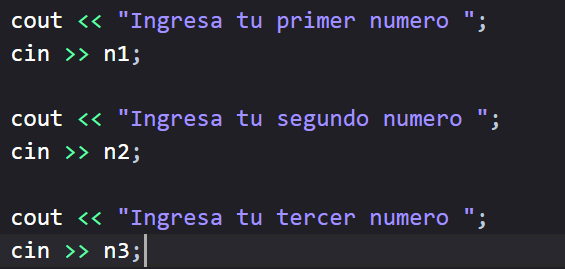 cout << "Ingresa tu primer numero ";
cin >> n1;
cout << "Ingresa tu segundo numero ";
cin >> n2;
cout << "Ingresa tu tercer numero ";
cin >> n3;